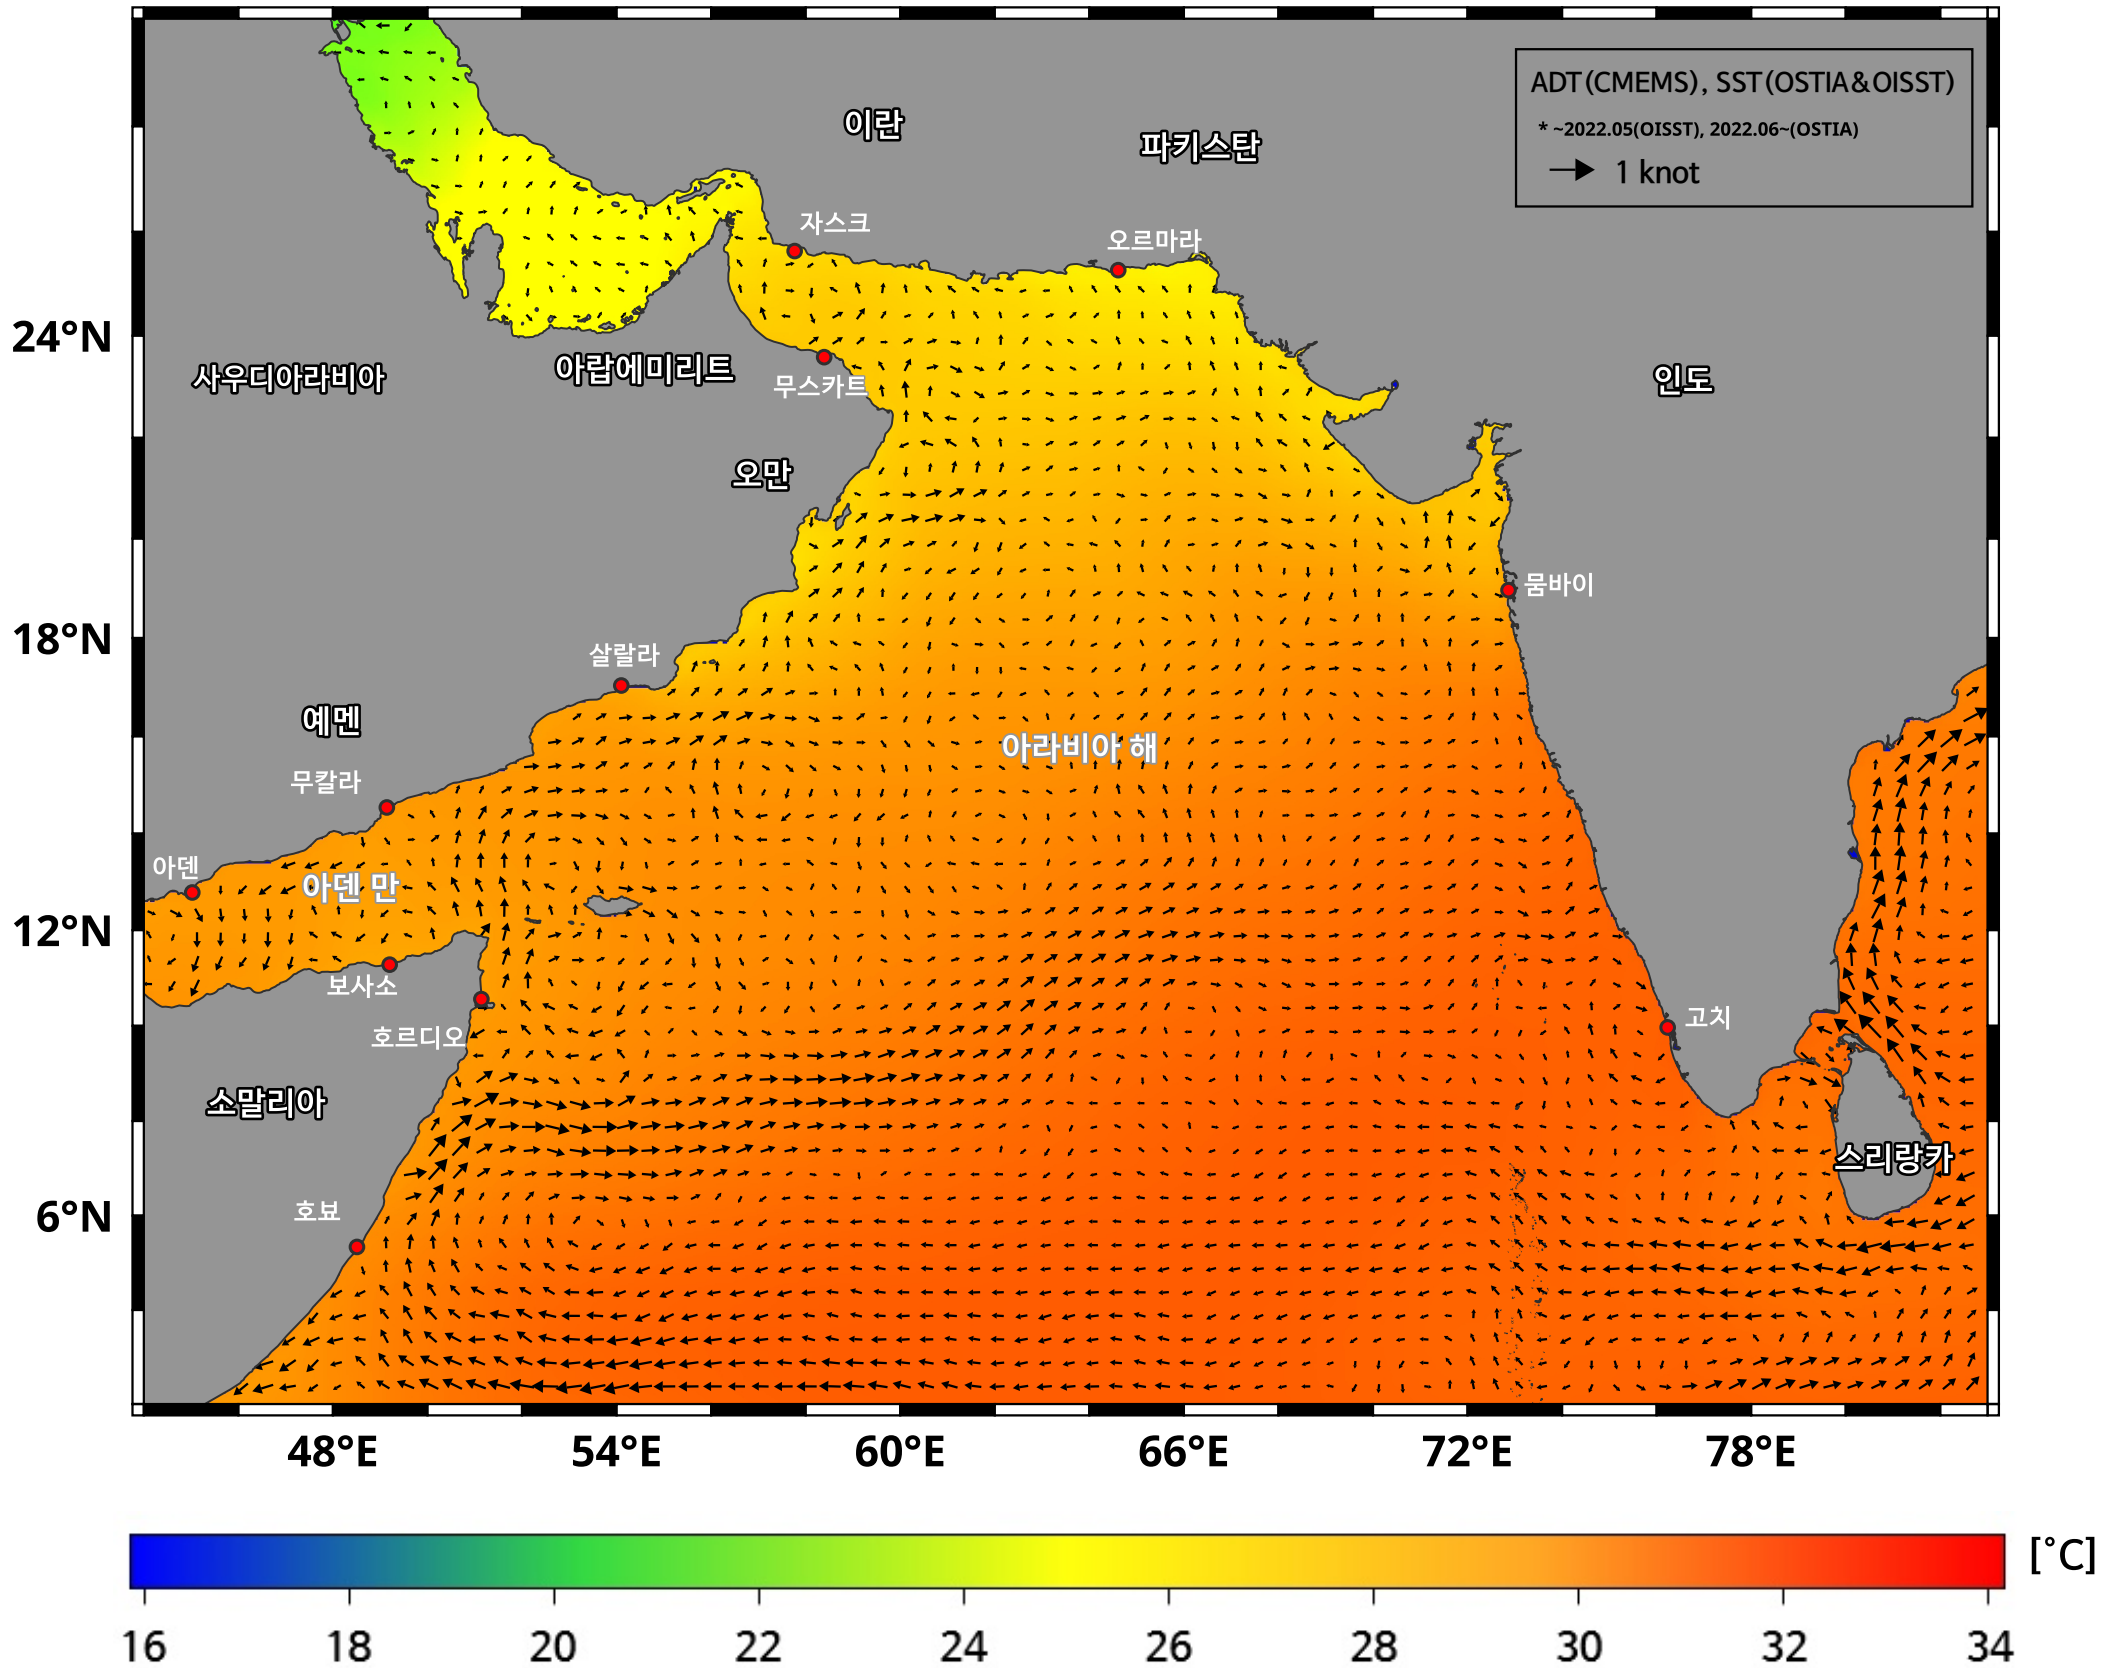 ADT(CMEMS), SST(OSTIA&OISST)
* ~2022.05(OISST), 2022.06~(OSTIA)
1 knot
이란
파키스탄
자스크
오르마라
24°N
사우디아라비아
아랍에미리트
무스카트
인도
오만
뭄바이
18°N
살랄라
예멘
아라비아 해
무칼라
아덴
아덴 만
12°N
보사소
호르디오
고치
소말리아
스리랑카
호뵤
6°N
48°E
54°E
60°E
66°E
72°E
78°E
[°C]
16
18
20
22
24
26
28
30
32
34